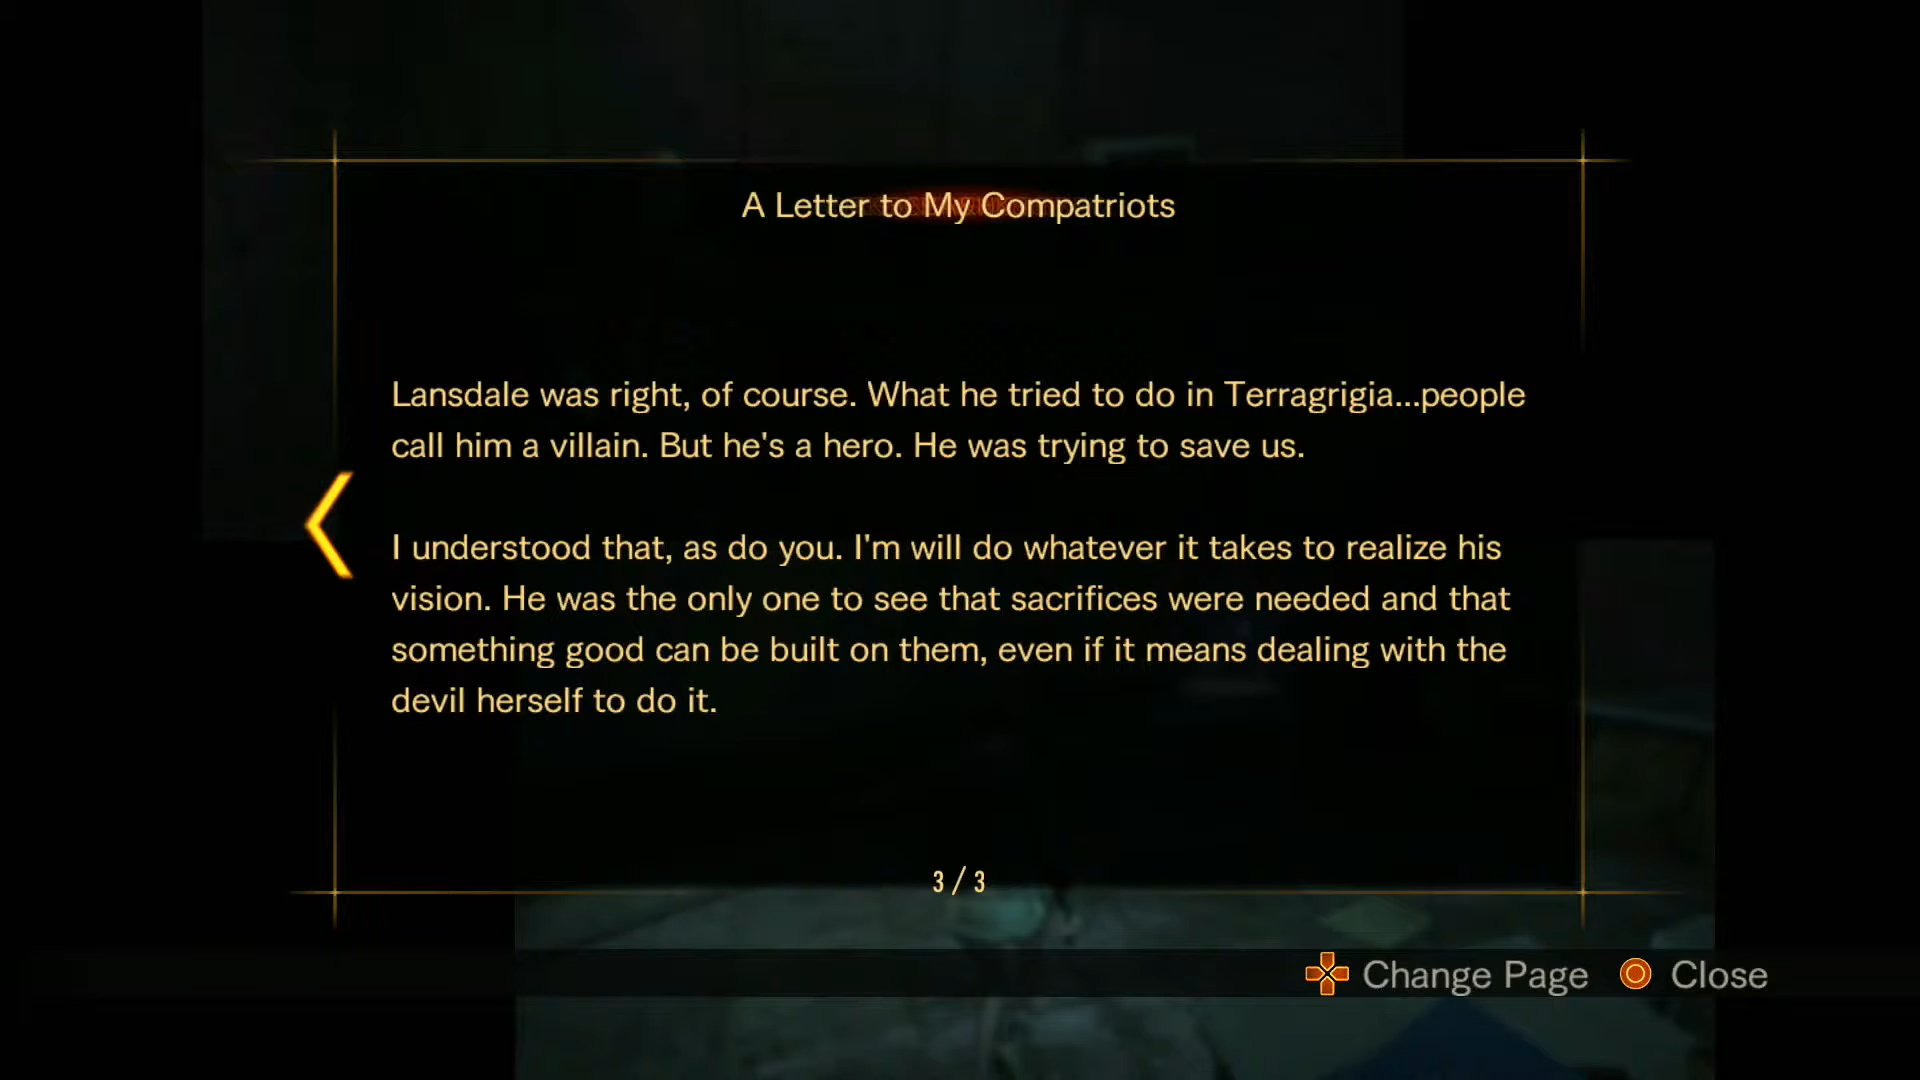 A Letter to My Compatriots
Lansdale was right, of course. What he tried to do in Terragrigia...people
call him a villain. But he's a hero. He was trying to save us.
I understood that, as do you. I'm will do whatever it takes to realize his
vision. He was the only one to see that sacrifices were needed and that
something good can be built on them, even if it means dealing with the
devil herself to do it.
3 / 3
Change Page Close